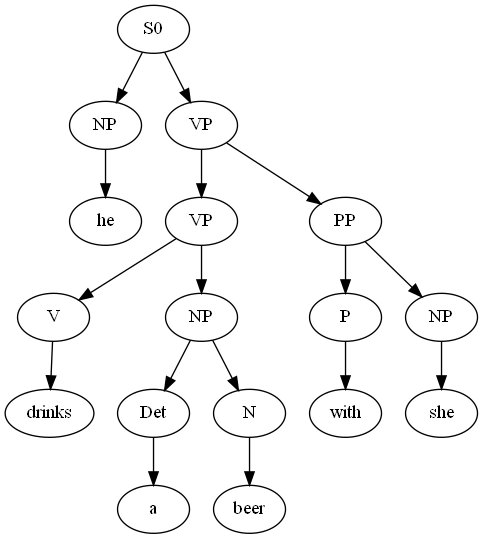 S0
NP VP
he VP PP
V NP P NP
drinks Det N with she
a beer